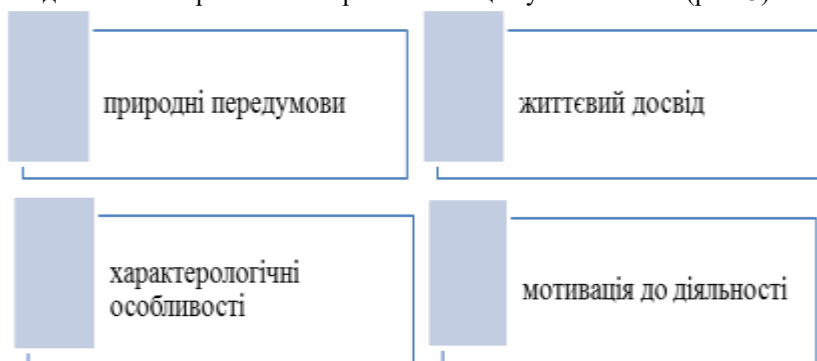 природні передумови
життєвий досвід
характерологічні
особливості
мотивація до діяльності